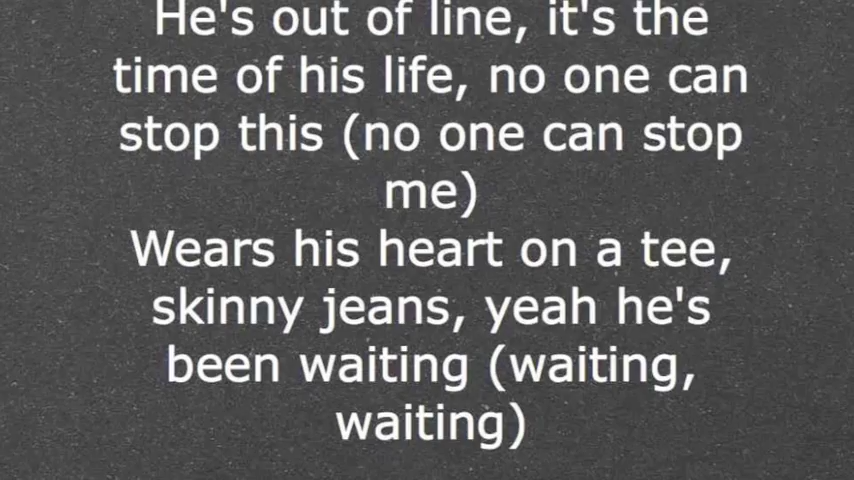 He's out of line, it's the
time of his life, no one can
stop this (no one can stop
me)
Wears his heart on a tee,
skinny jeans, yeah he's
been waiting (waiting,
waiting)